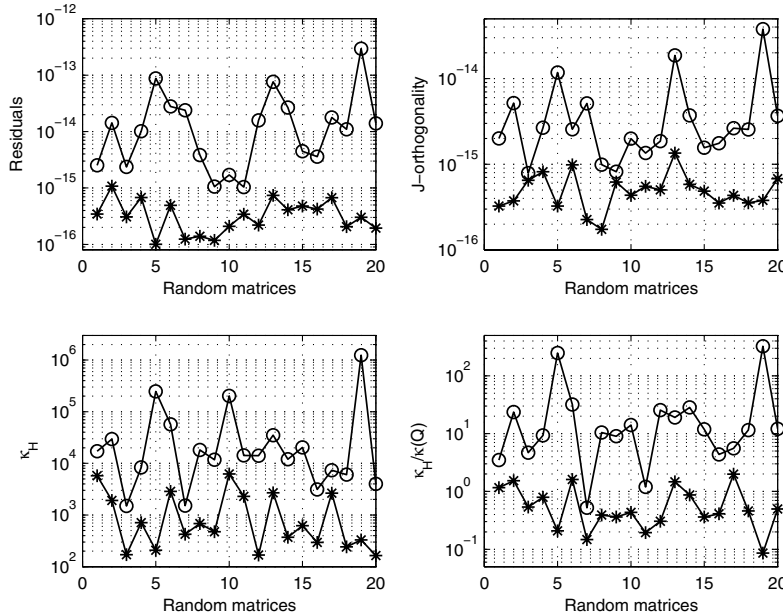 10^-12
10^-13
10^-14
10^-15
10^-16
Residuals
0 5 10 15 20
Random matrices
10^-14
10^-15
10^-16
J-orthogonality
0 5 10 15 20
Random matrices
10^6
10^5
10^4
10^3
10^2
κ_H
0 5 10 15 20
Random matrices
10^2
10^1
10^0
10^-1
κ_H/κ(Q)
0 5 10 15 20
Random matrices